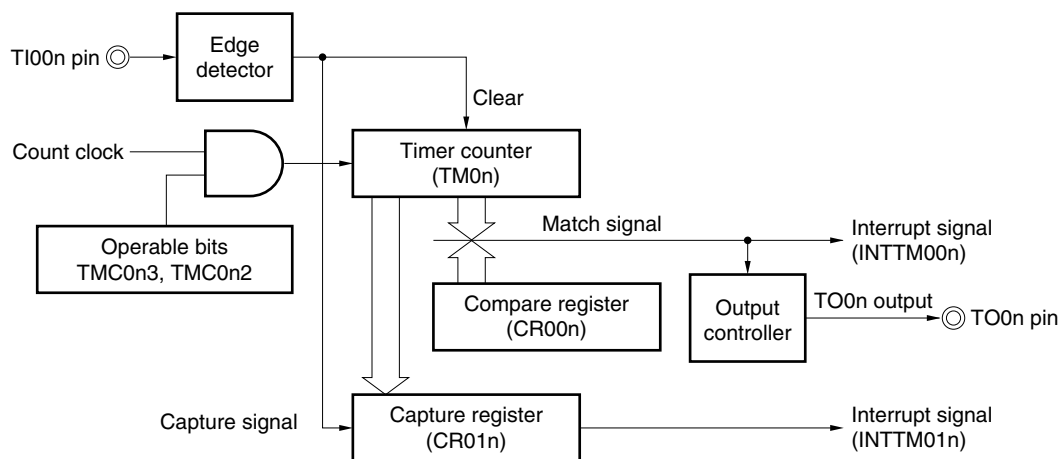 TI00n pin
Edge
detector
Clear
Count clock
Timer counter
(TM0n)
Operable bits
TMC0n3, TMC0n2
Match signal
Interrupt signal
(INTTM00n)
Compare register
(CR00n)
Output
controller
TO0n output
TO0n pin
Capture signal
Capture register
(CR01n)
Interrupt signal
(INTTM01n)